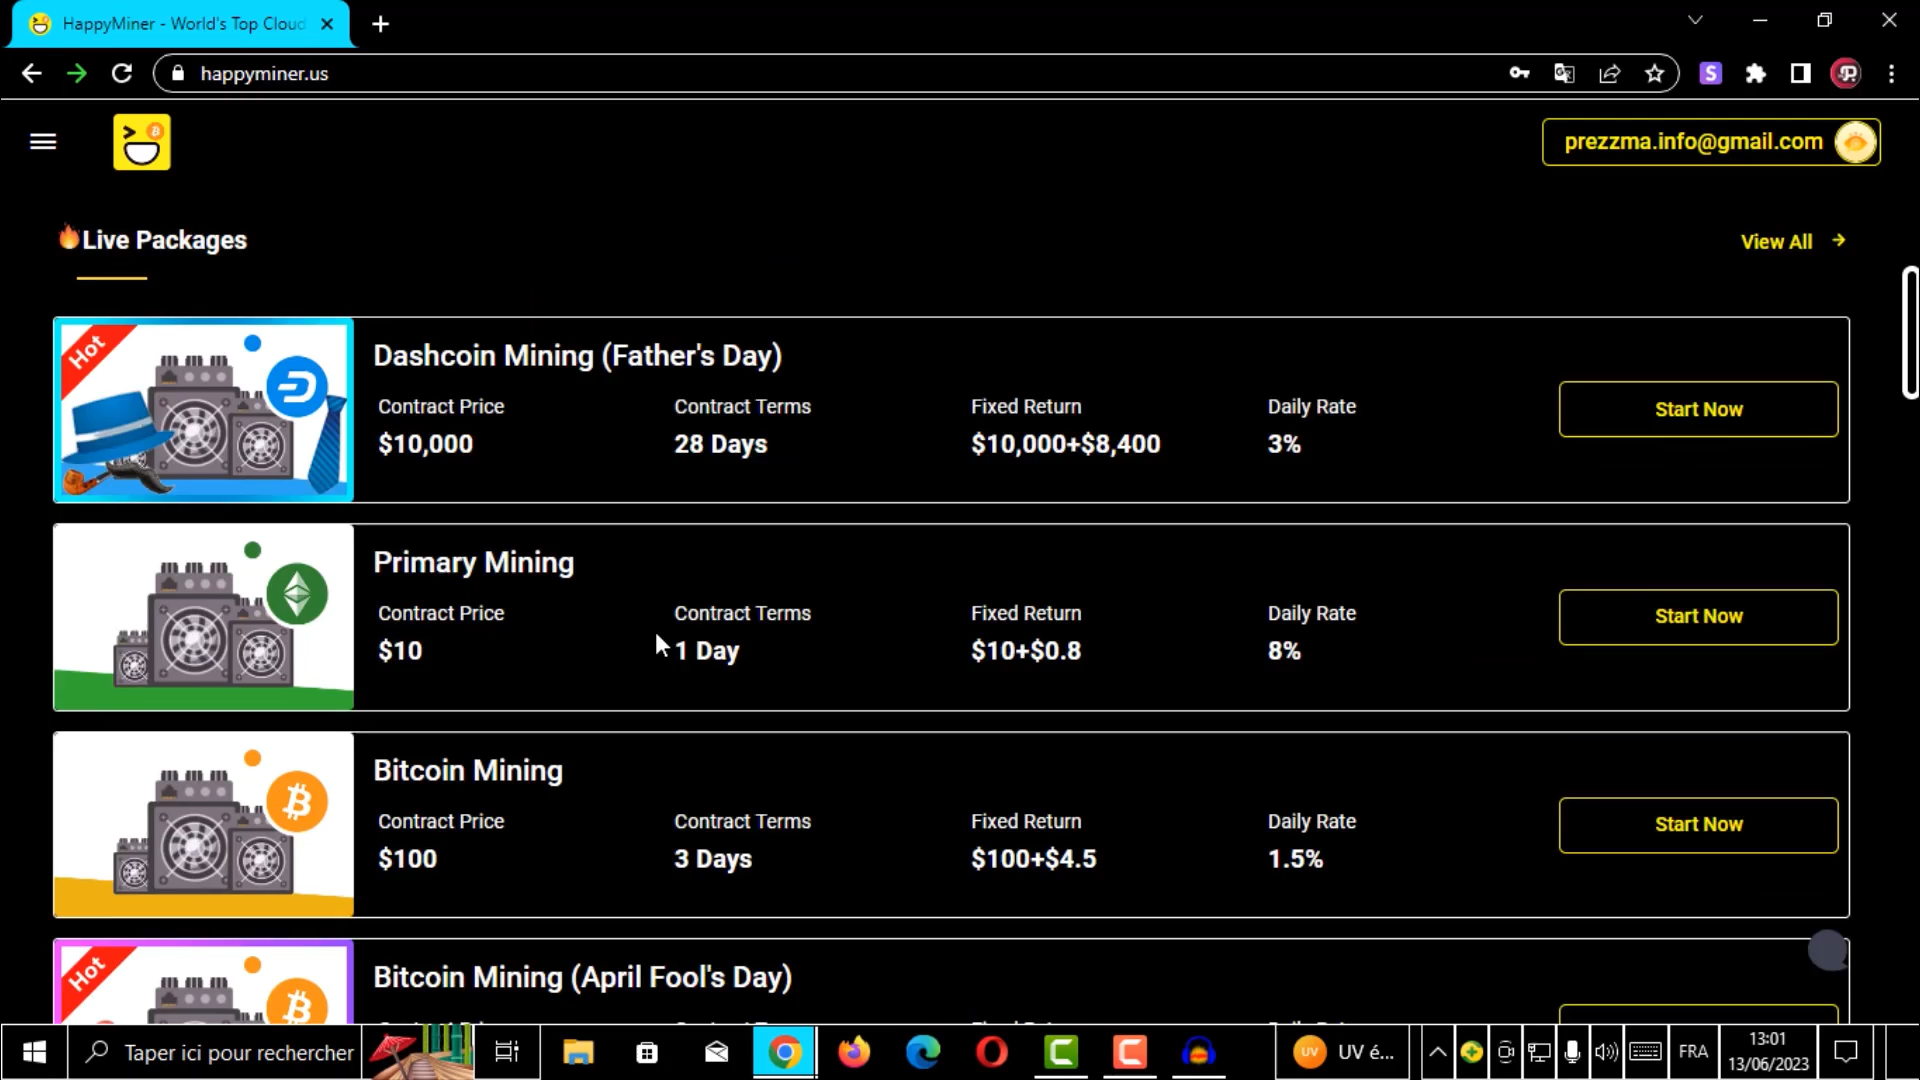 HappyMiner - World's Top Cloud
happyminer.us
prezzma.info@gmail.com
Live Packages
View All
Hot
Dashcoin Mining (Father's Day)
Contract Price
Contract Terms
Fixed Return
Daily Rate
$10,000
28 Days
$10,000+$8,400
3%
Start Now
Primary Mining
Contract Price
Contract Terms
Fixed Return
Daily Rate
$10
1 Day
$10+$0.8
8%
Start Now
Bitcoin Mining
Contract Price
Contract Terms
Fixed Return
Daily Rate
$100
3 Days
$100+$4.5
1.5%
Start Now
Hot
Bitcoin Mining (April Fool's Day)
Taper ici pour rechercher
UV
UV é...
FRA
13:01
13/06/2023